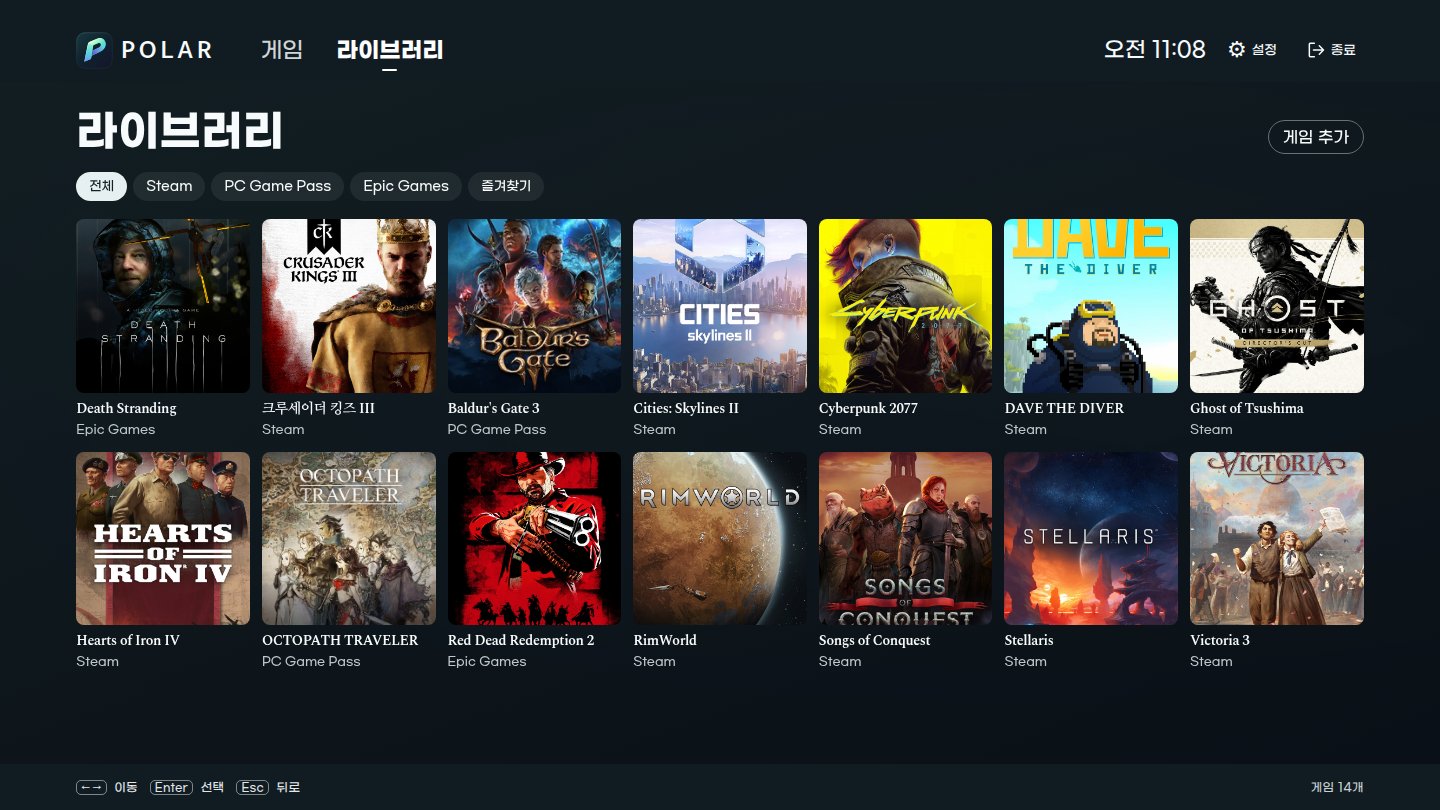 POLAR 게임 라이브러리 오전 11:08 설정 종료
라이브러리
게임 추가
전체 Steam PC Game Pass Epic Games 즐겨찾기
DEATH
STRANDING
CRUSADER
KINGS III
BALDUR'S
GATE
CITIES
skylines II
Cyberpunk
2077
DAVE
THE DIVER
GHOST
OF TSUSHIMA
DIRECTOR'S CUT
Death Stranding
크루세이더 킹즈 III
Baldur's Gate 3
Cities: Skylines II
Cyberpunk 2077
DAVE THE DIVER
Ghost of Tsushima
Epic Games
Steam
PC Game Pass
Steam
Steam
Steam
Steam
HEARTS
OF
IRON IV
OCTOPATH
TRAVELER
RIMWORLD
SONGS
OF
CONQUEST
STELLARIS
VICTORIA
Hearts of Iron IV
OCTOPATH TRAVELER
Red Dead Redemption 2
RimWorld
Songs of Conquest
Stellaris
Victoria 3
Steam
PC Game Pass
Epic Games
Steam
Steam
Steam
Steam
←→ 이동 Enter 선택 Esc 뒤로
게임 14개